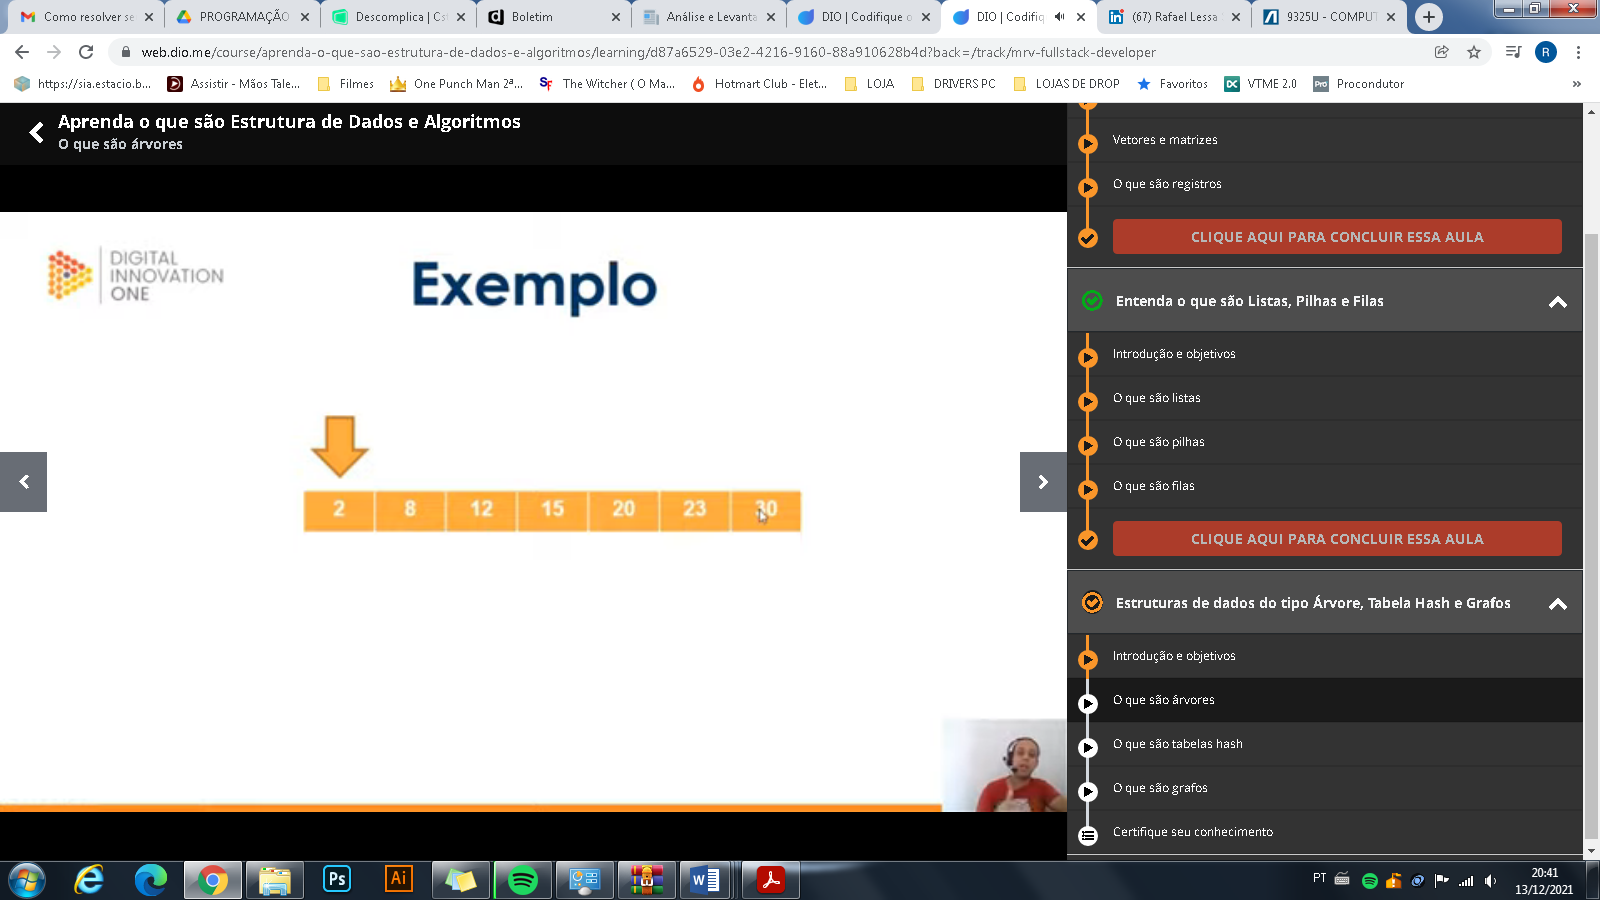 Como resolver se
PROGRAMAÇÃO
Descomplica | Cs
Boletim
Análise e Levanta
DIO | Codifique o
DIO | Codifiq
(67) Rafael Lessa
9325U - COMPUT
web.dio.me/course/aprenda-o-que-sao-estrutura-de-dados-e-algoritmos/learning/d87a6529-03e2-4216-9160-88a910628b4d?back=/track/mrv-fullstack-developer
R
https://sia.estacio.b...
Assistir - Mãos Tale...
Filmes
One Punch Man 2ª...
SF The Witcher ( O Ma...
Hotmart Club - Elet...
LOJA
DRIVERS PC
LOJAS DE DROP
Favoritos
DC VTME 2.0
Pro Procondutor
»
Aprenda o que são Estrutura de Dados e Algoritmos
O que são árvores
DIGITAL
INNOVATION
ONE
Exemplo
2 8 12 15 20 23 30
Vetores e matrizes
O que são registros
CLIQUE AQUI PARA CONCLUIR ESSA AULA
Entenda o que são Listas, Pilhas e Filas
Introdução e objetivos
O que são listas
O que são pilhas
O que são filas
CLIQUE AQUI PARA CONCLUIR ESSA AULA
Estruturas de dados do tipo Árvore, Tabela Hash e Grafos
Introdução e objetivos
O que são árvores
O que são tabelas hash
O que são grafos
Certifique seu conhecimento
Ps
Ai
W
PT
20:41
13/12/2021